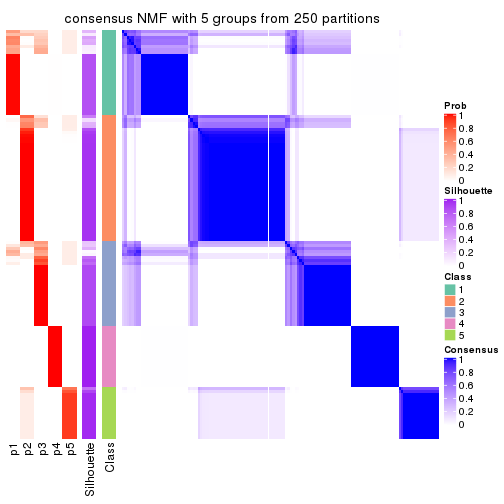 consensus NMF with 5 groups from 250 partitions
Prob
1
0.8
0.6
0.4
0.2
0
Silhouette
1
0.8
0.6
0.4
0.2
0
Class
1
2
3
4
5
Consensus
1
0.8
0.6
0.4
0.2
0
p1
p2
p3
p4
p5
Silhouette
Class